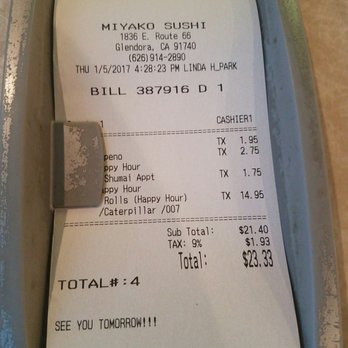 MIYAKO SUSHI
1836 E. Route 66
Glendora, CA 91740
(626)914-2890
THU 1/5/2017 4:28:23 PM LINDA H_PARK
BILL 387916 D 1
1 CASHIER1
TX 1.95
peno TX 2.75
ppy Hour
Shumai Appt TX 1.75
ppy Hour
Rolls (Happy Hour) TX 14.95
/Caterpillar /007
Sub Total: $21.40
TAX: 9% $1.93
Total: $23.33
TOTAL#:4
SEE YOU TOMORROW!!!